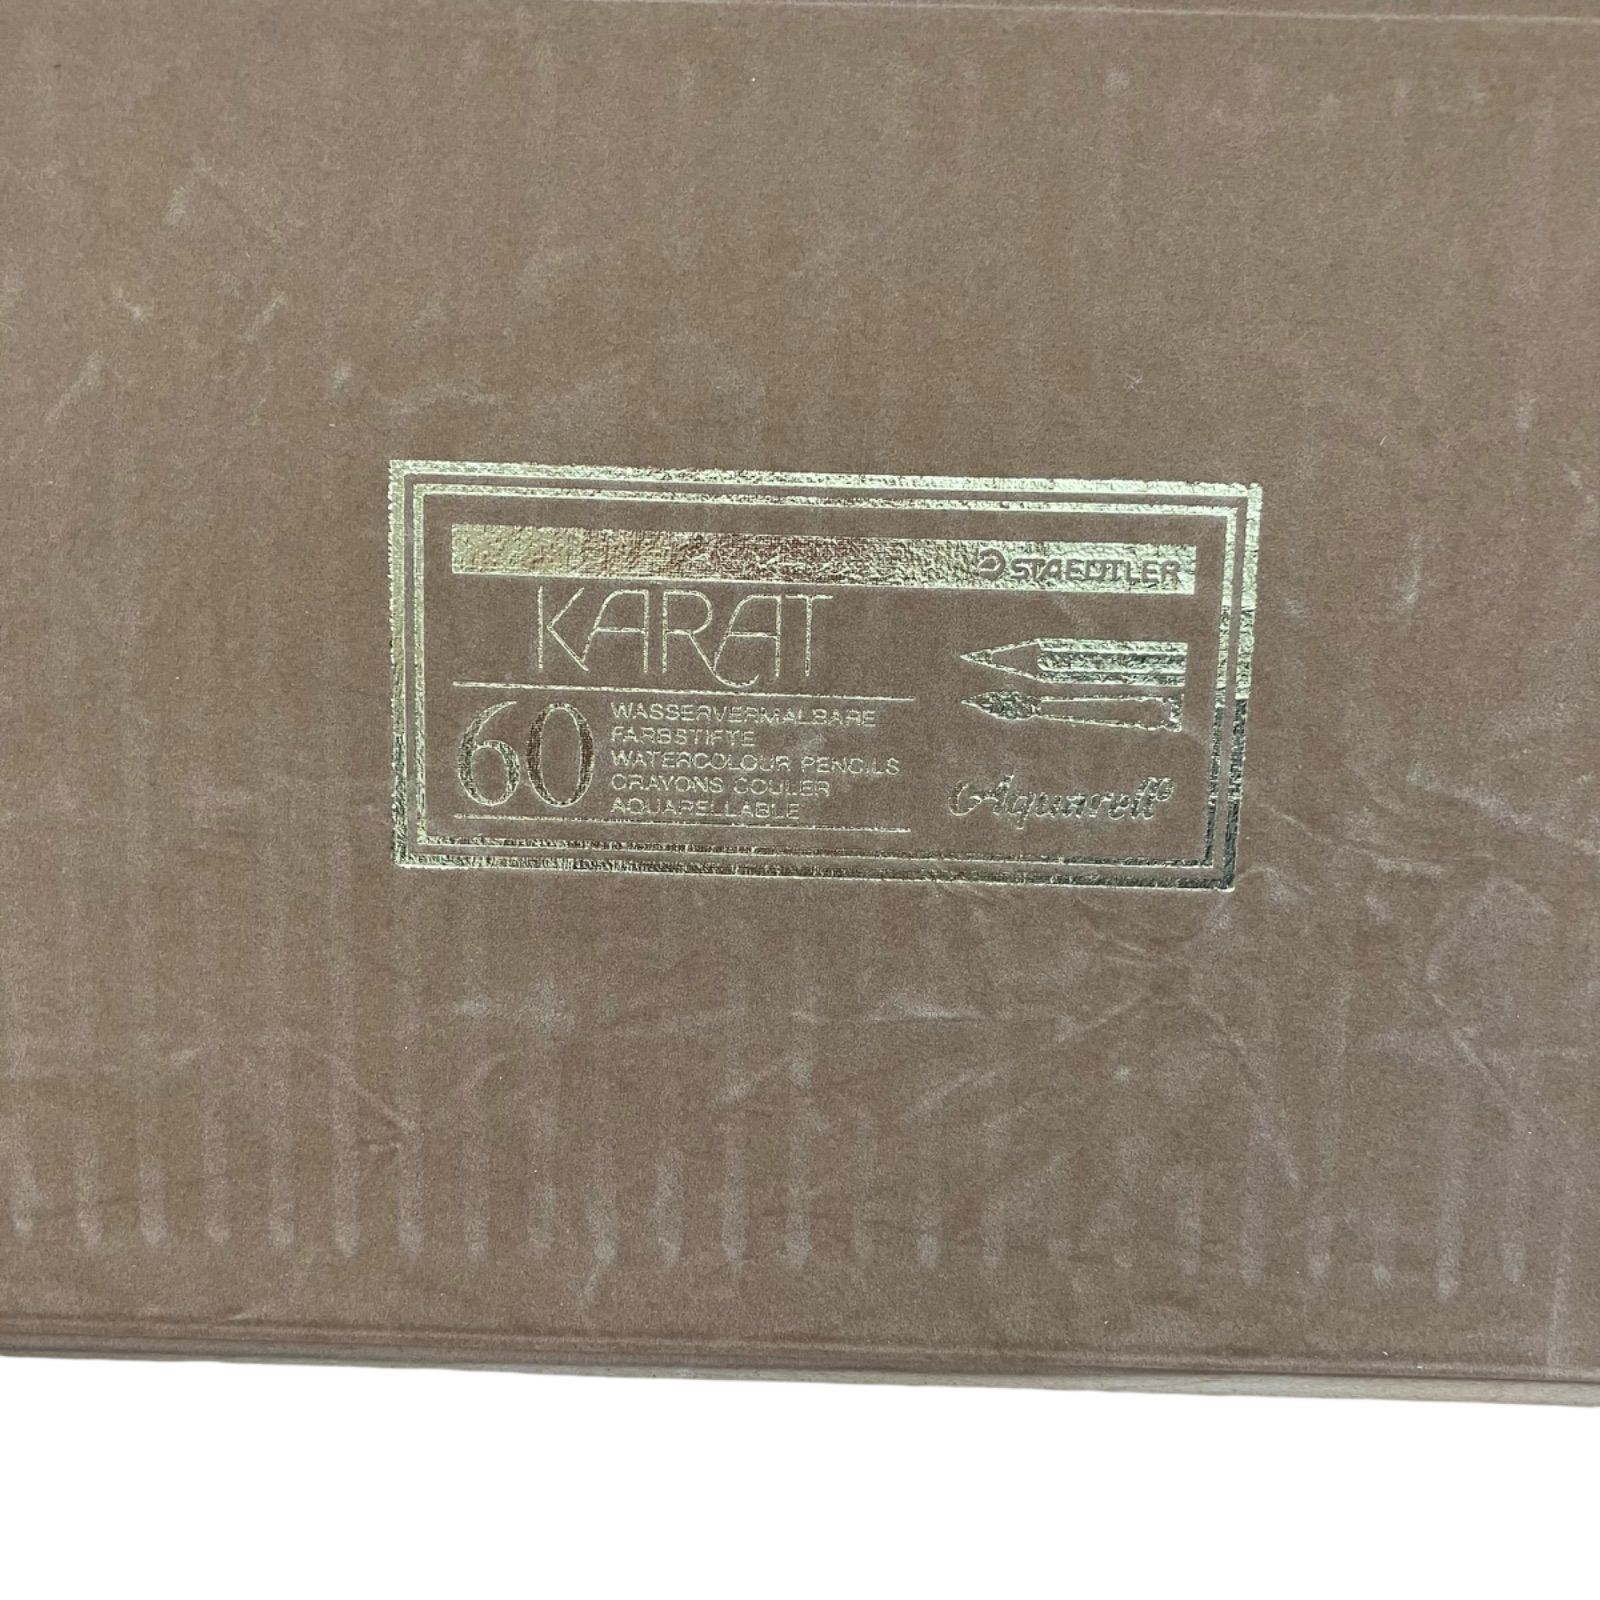 STAEDTLER
KARAT
60
WASSERVERMALBARE
FARBSTIFTE
WATERCOLOUR PENCILS
CRAYONS COULER
AQUARELLABLE
Aquarell